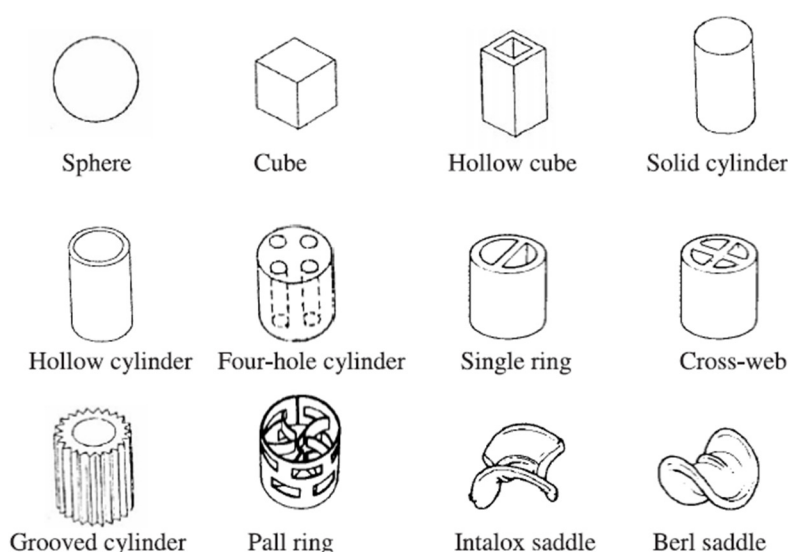 Sphere
Cube
Hollow cube
Solid cylinder
Hollow cylinder
Four-hole cylinder
Single ring
Cross-web
Grooved cylinder
Pall ring
Intalox saddle
Berl saddle